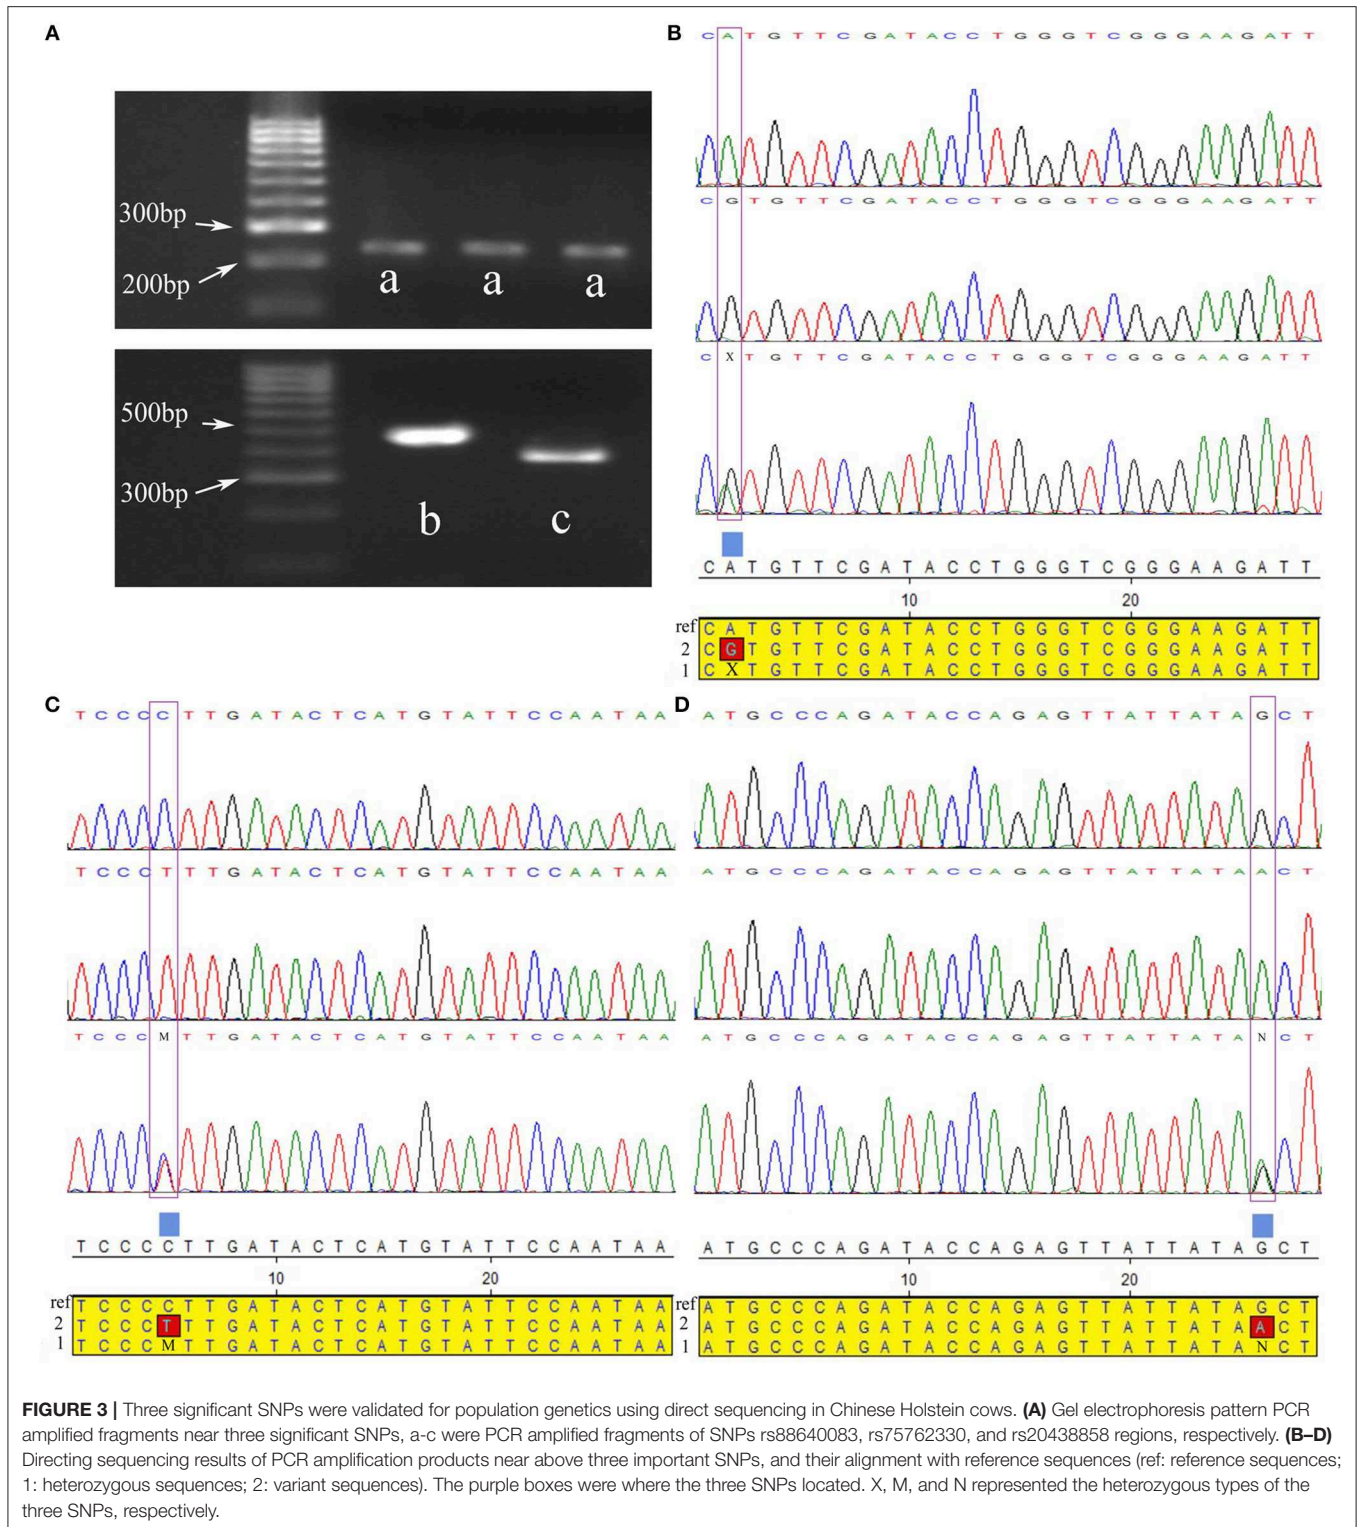 A
300bp
200bp
a a a
500bp
300bp
b c
B
C A T G T T C G A T A C C T G G G T C G G G A A G A T T
C G T G T T C G A T A C C T G G G T C G G G A A G A T T
C X T G T T C G A T A C C T G G G T C G G G A A G A T T
C A T G T T C G A T A C C T G G G T C G G G A A G A T T
10 20
ref C A T G T T C G A T A C C T G G G T C G G G A A G A T T
2 C G T G T T C G A T A C C T G G G T C G G G A A G A T T
1 C X T G T T C G A T A C C T G G G T C G G G A A G A T T
C
T C C C C T T G A T A C T C A T G T A T T C C A A T A A
T C C C T T T G A T A C T C A T G T A T T C C A A T A A
T C C C M T T G A T A C T C A T G T A T T C C A A T A A
T C C C C T T G A T A C T C A T G T A T T C C A A T A A
10 20
ref T C C C C T T G A T A C T C A T G T A T T C C A A T A A
2 T C C C T T T G A T A C T C A T G T A T T C C A A T A A
1 T C C C M T T G A T A C T C A T G T A T T C C A A T A A
D
A T G C C C A G A T A C C A G A G T T A T T A T A G C T
A T G C C C A G A T A C C A G A G T T A T T A T A A C T
A T G C C C A G A T A C C A G A G T T A T T A T A N C T
A T G C C C A G A T A C C A G A G T T A T T A T A G C T
10 20
ref A T G C C C A G A T A C C A G A G T T A T T A T A G C T
2 A T G C C C A G A T A C C A G A G T T A T T A T A A C T
1 A T G C C C A G A T A C C A G A G T T A T T A T A N C T
FIGURE 3 | Three significant SNPs were validated for population genetics using direct sequencing in Chinese Holstein cows. (A) Gel electrophoresis pattern PCR
amplified fragments near three significant SNPs, a-c were PCR amplified fragments of SNPs rs88640083, rs75762330, and rs20438858 regions, respectively. (B–D)
Directing sequencing results of PCR amplification products near above three important SNPs, and their alignment with reference sequences (ref: reference sequences;
1: heterozygous sequences; 2: variant sequences). The purple boxes were where the three SNPs located. X, M, and N represented the heterozygous types of the
three SNPs, respectively.